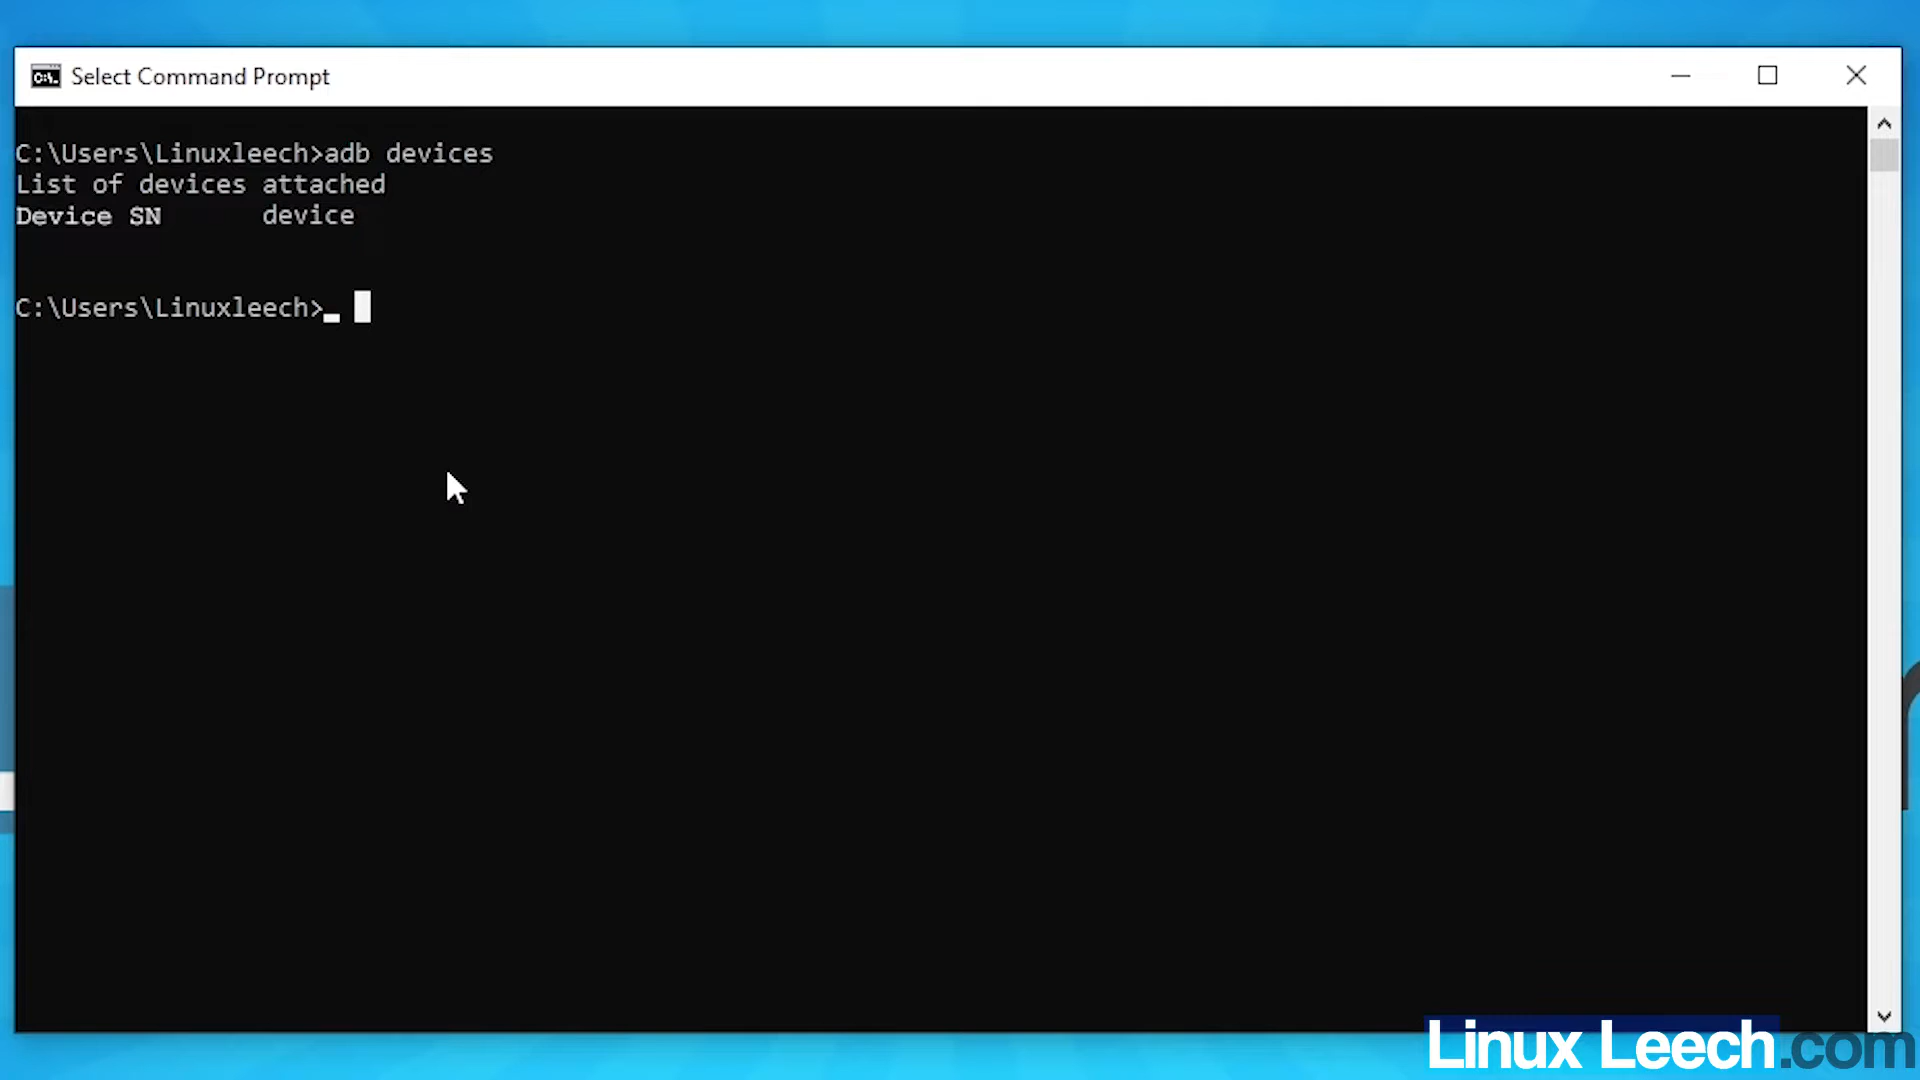 Select Command Prompt
C:\Users\Linuxleech>adb devices
List of devices attached
Device SN device
C:\Users\Linuxleech>_
Linux Leech.com